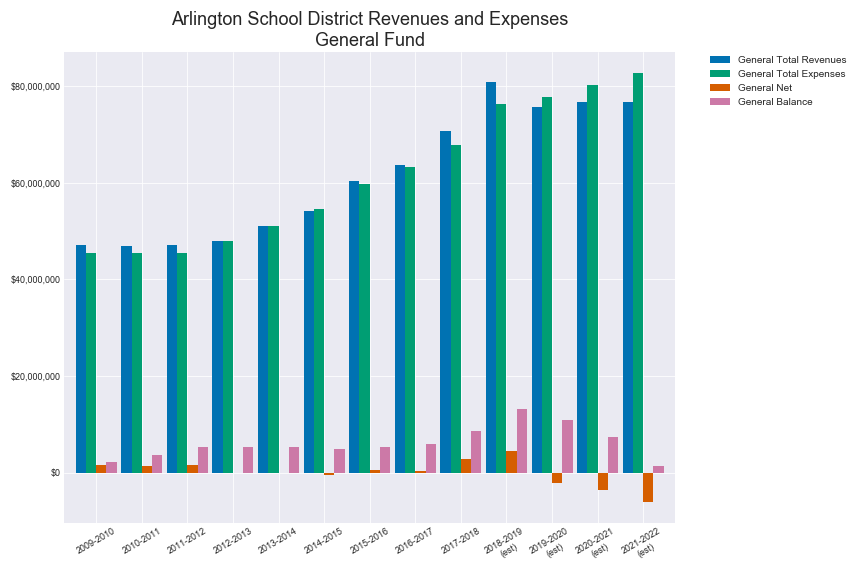 Arlington School District Revenues and Expenses
General Fund
General Total Revenues
General Total Expenses
General Net
General Balance
$80,000,000
$60,000,000
$40,000,000
$20,000,000
$0
2009-2010
2010-2011
2011-2012
2012-2013
2013-2014
2014-2015
2015-2016
2016-2017
2017-2018
2018-2019
(est)
2019-2020
(est)
2020-2021
(est)
2021-2022
(est)